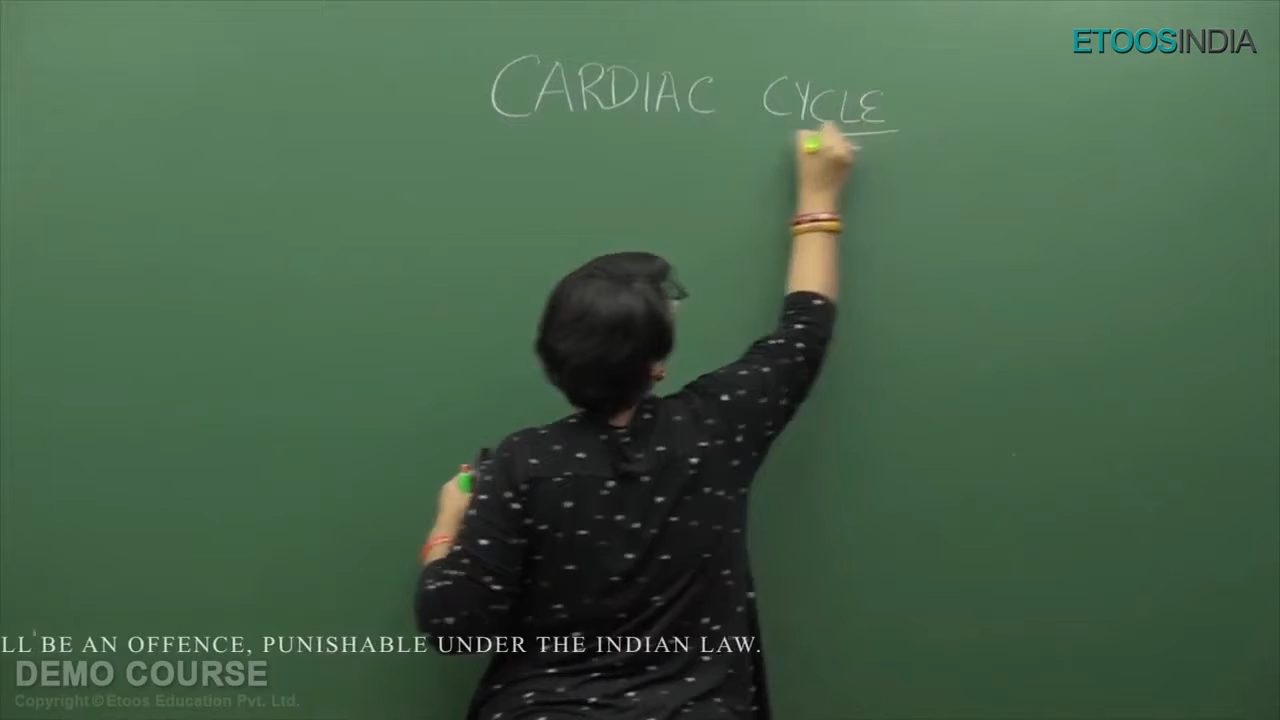 ETOOSINDIA
CARDIAC CYCLE
LL BE AN OFFENCE, PUNISHABLE UNDER THE INDIAN LAW.
DEMO COURSE
Copyright © Etoos Education Pvt. Ltd.